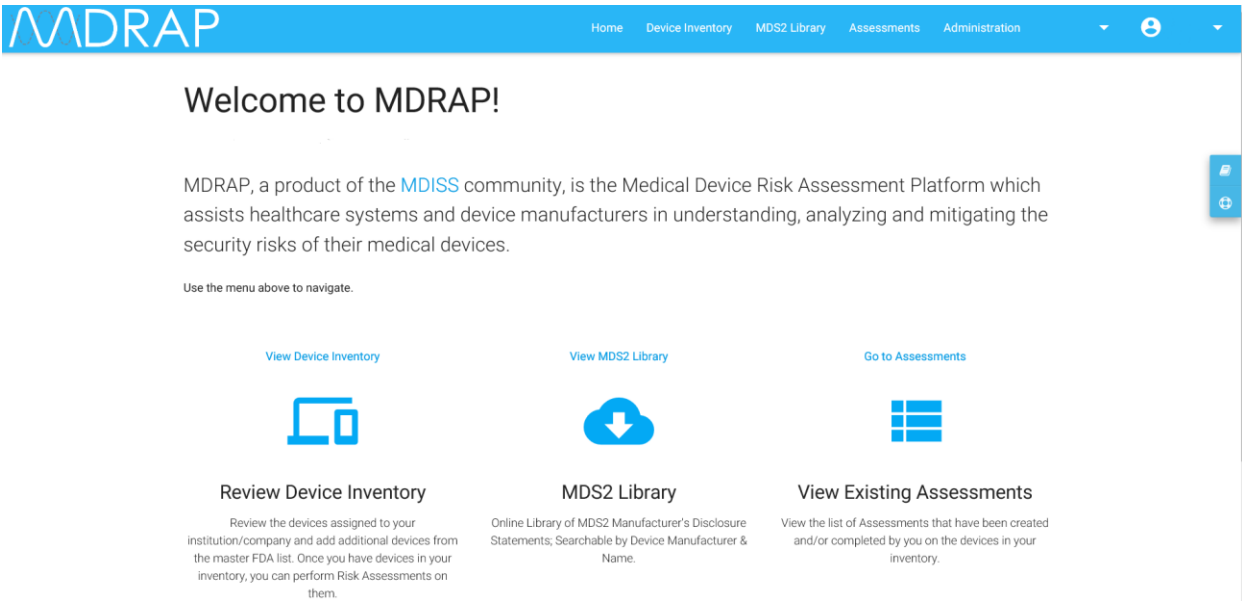 MDRAP
Home Device Inventory MDS2 Library Assessments Administration
Welcome to MDRAP!
MDRAP, a product of the MDISS community, is the Medical Device Risk Assessment Platform which
assists healthcare systems and device manufacturers in understanding, analyzing and mitigating the
security risks of their medical devices.
Use the menu above to navigate.
View Device Inventory
Review Device Inventory
Review the devices assigned to your
institution/company and add additional devices from
the master FDA list. Once you have devices in your
inventory, you can perform Risk Assessments on
them.
View MDS2 Library
MDS2 Library
Online Library of MDS2 Manufacturer's Disclosure
Statements; Searchable by Device Manufacturer &
Name.
Go to Assessments
View Existing Assessments
View the list of Assessments that have been created
and/or completed by you on the devices in your
inventory.